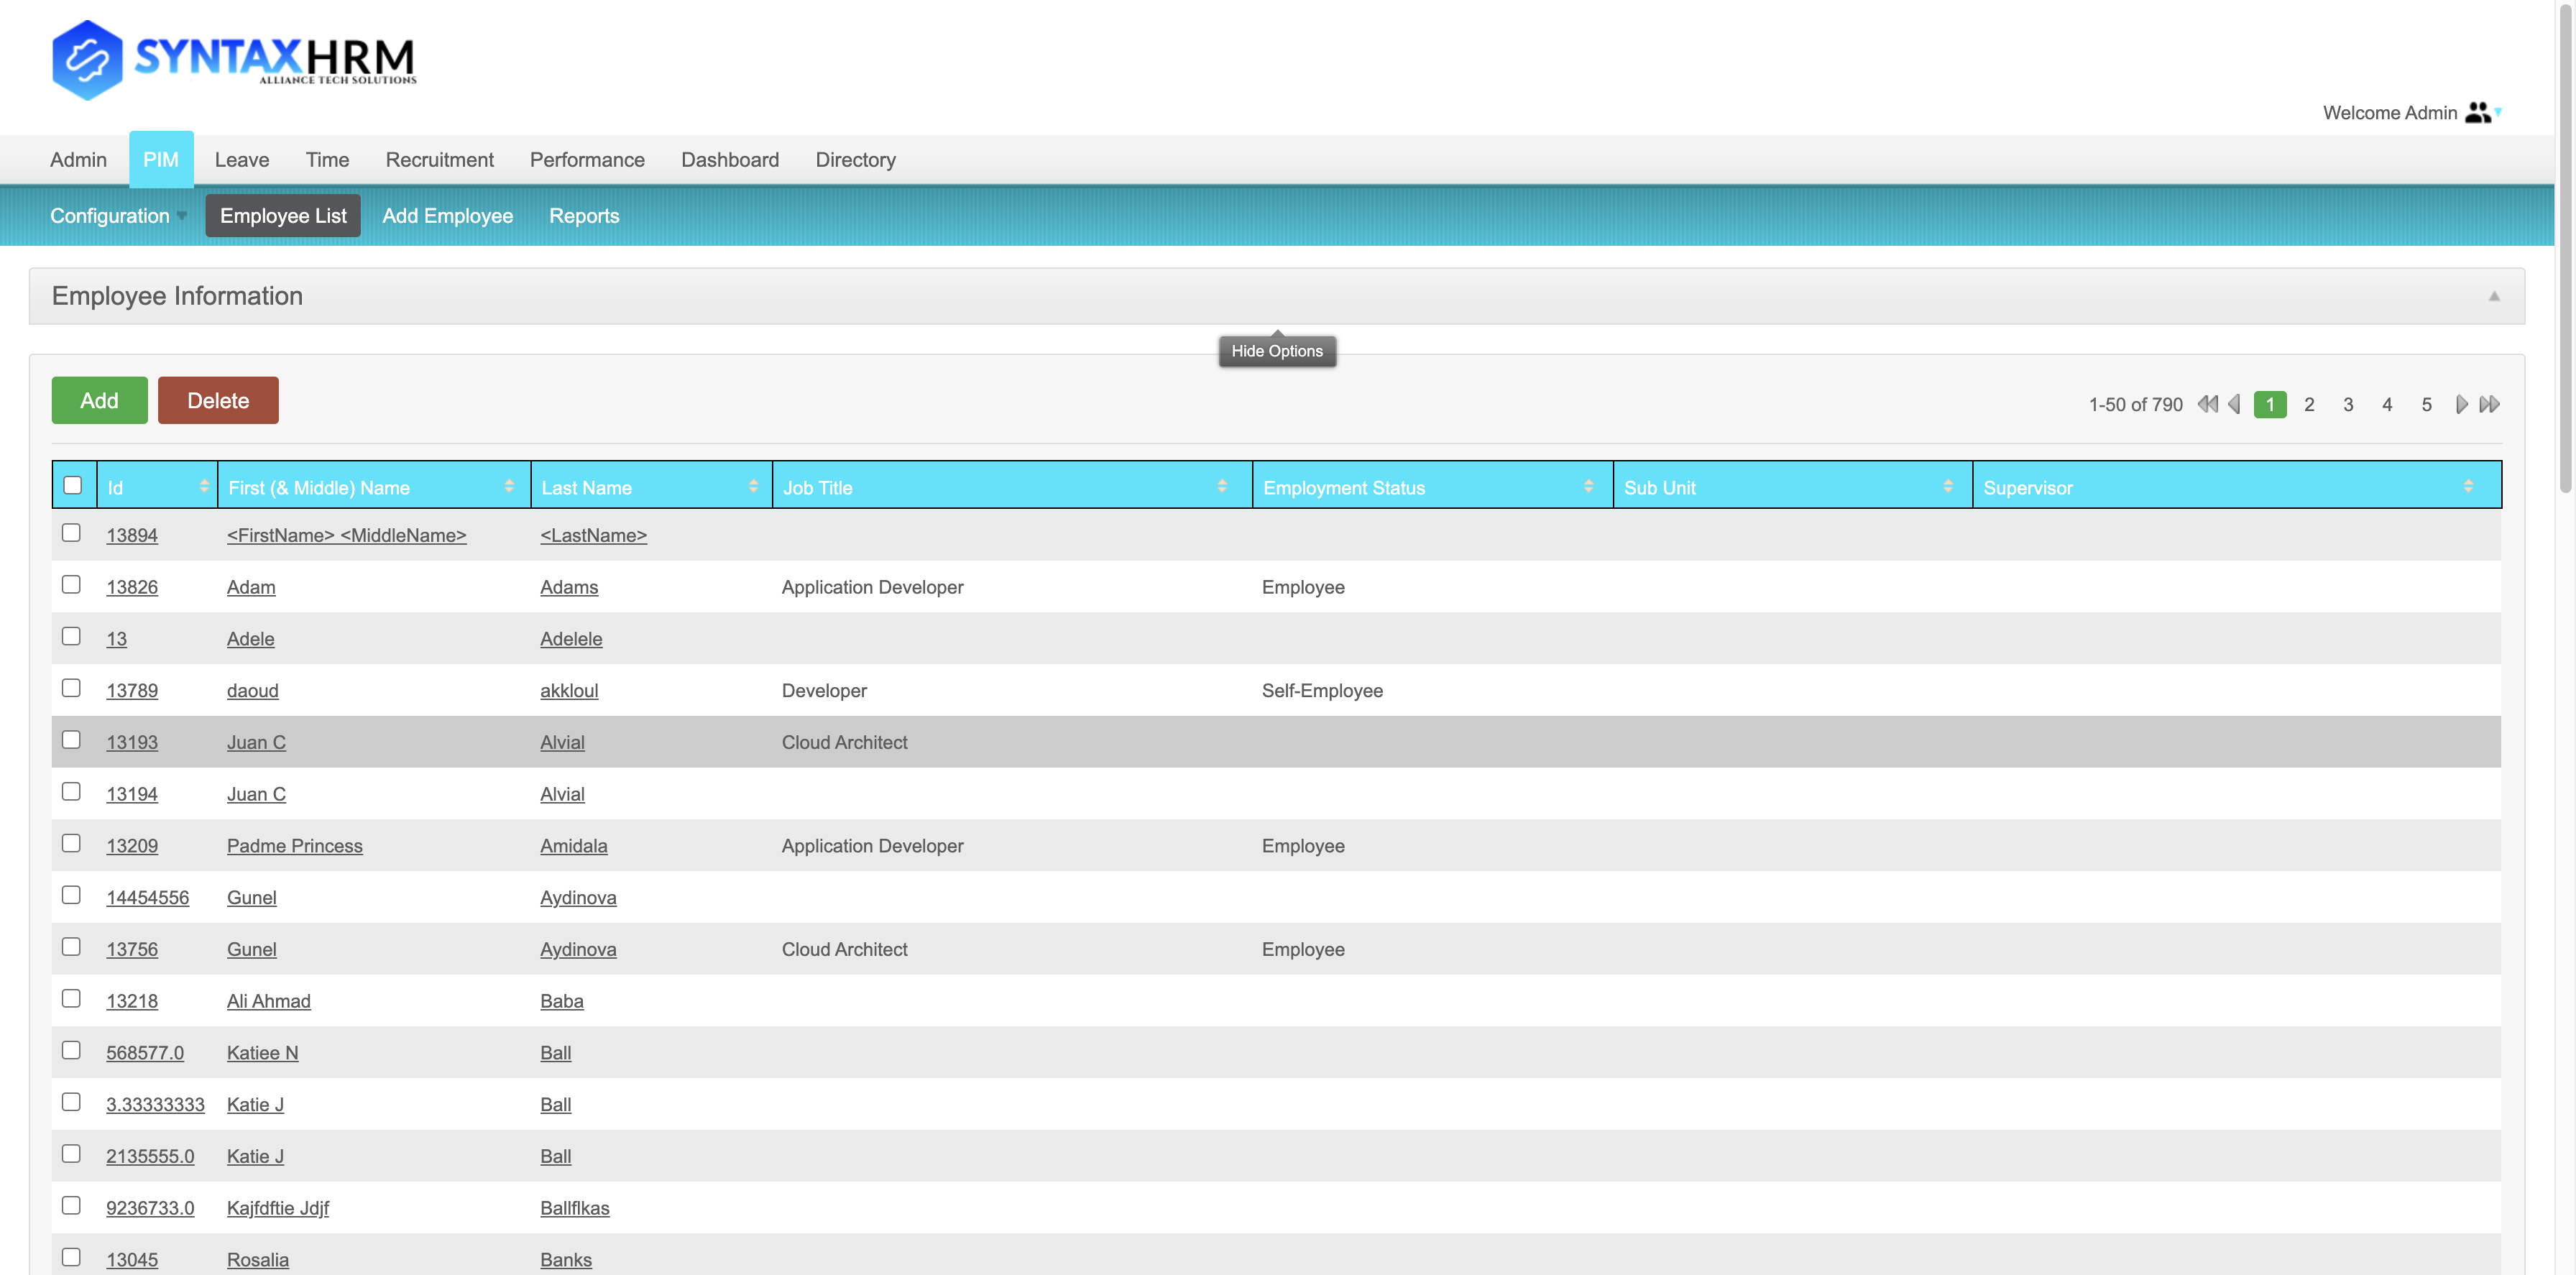 SYNTAXHRM
ALLIANCE TECH SOLUTIONS
Welcome Admin
Admin PIM Leave Time Recruitment Performance Dashboard Directory
Configuration Employee List Add Employee Reports
Employee Information
Hide Options
Add Delete 1-50 of 790 1 2 3 4 5
Id First (& Middle) Name Last Name Job Title Employment Status Sub Unit Supervisor
13894 <FirstName> <MiddleName> <LastName>
13826 Adam Adams Application Developer Employee
13 Adele Adelele
13789 daoud akkloul Developer Self-Employee
13193 Juan C Alvial Cloud Architect
13194 Juan C Alvial
13209 Padme Princess Amidala Application Developer Employee
14454556 Gunel Aydinova
13756 Gunel Aydinova Cloud Architect Employee
13218 Ali Ahmad Baba
568577.0 Katiee N Ball
3.33333333 Katie J Ball
2135555.0 Katie J Ball
9236733.0 Kajfdftie Jdjf Ballflkas
13045 Rosalia Banks